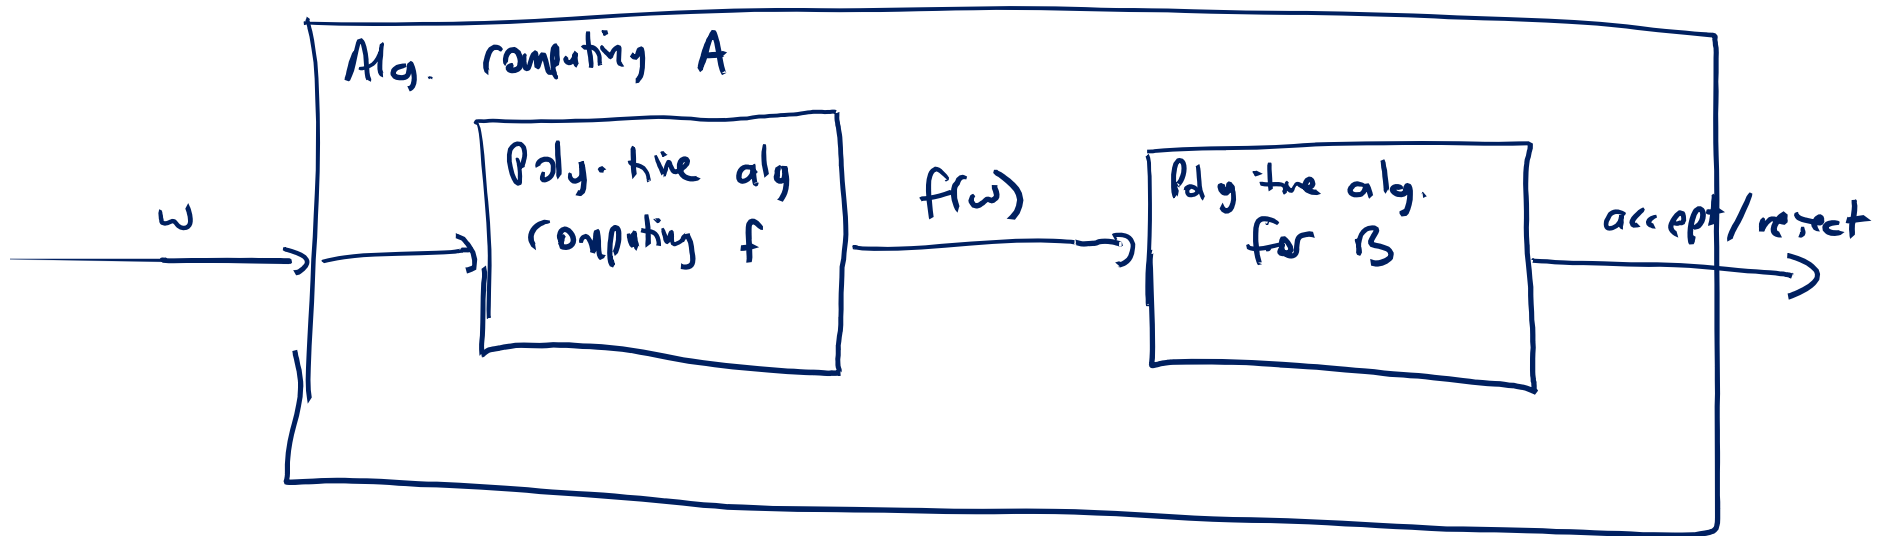 Alg. computing A
w
Poly. time alg
computing f
f(w)
Poly time alg.
for B
accept/reject